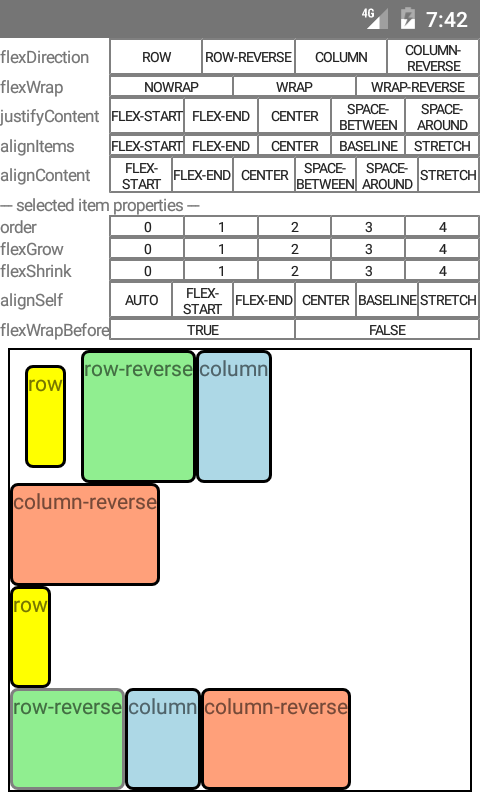 4G 7:42
flexDirection ROW ROW-REVERSE COLUMN COLUMN-REVERSE
flexWrap NOWRAP WRAP WRAP-REVERSE
justifyContent FLEX-START FLEX-END CENTER SPACE-BETWEEN SPACE-AROUND
alignItems FLEX-START FLEX-END CENTER BASELINE STRETCH
alignContent FLEX-START FLEX-END CENTER SPACE-BETWEEN SPACE-AROUND STRETCH
--- selected item properties ---
order 0 1 2 3 4
flexGrow 0 1 2 3 4
flexShrink 0 1 2 3 4
alignSelf AUTO FLEX-START FLEX-END CENTER BASELINE STRETCH
flexWrapBefore TRUE FALSE
row row-reverse column
column-reverse
row
row-reverse column column-reverse